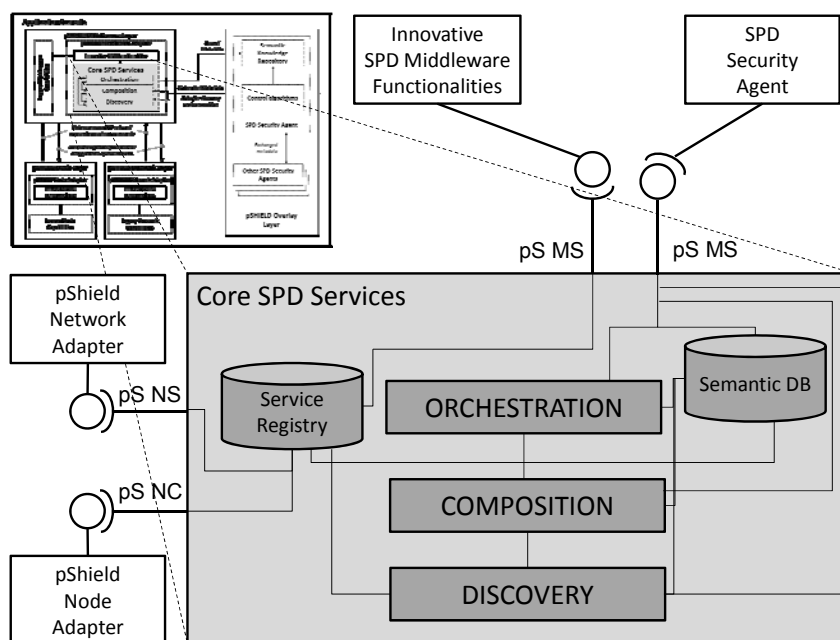 Core SPD Services
Orchestration
Composition
Discovery
Semantic
Knowledge
Repository
Control algorithms
SPD Security Agent
Exchanged
metadata
Other SPD Security
Agents
pSHIELD Overlay
Layer
Innovative
SPD Middleware
Functionalities
SPD
Security
Agent
pS MS
pS MS
pShield
Network
Adapter
pS NS
pS NC
pShield
Node
Adapter
Core SPD Services
Service
Registry
Semantic DB
ORCHESTRATION
COMPOSITION
DISCOVERY